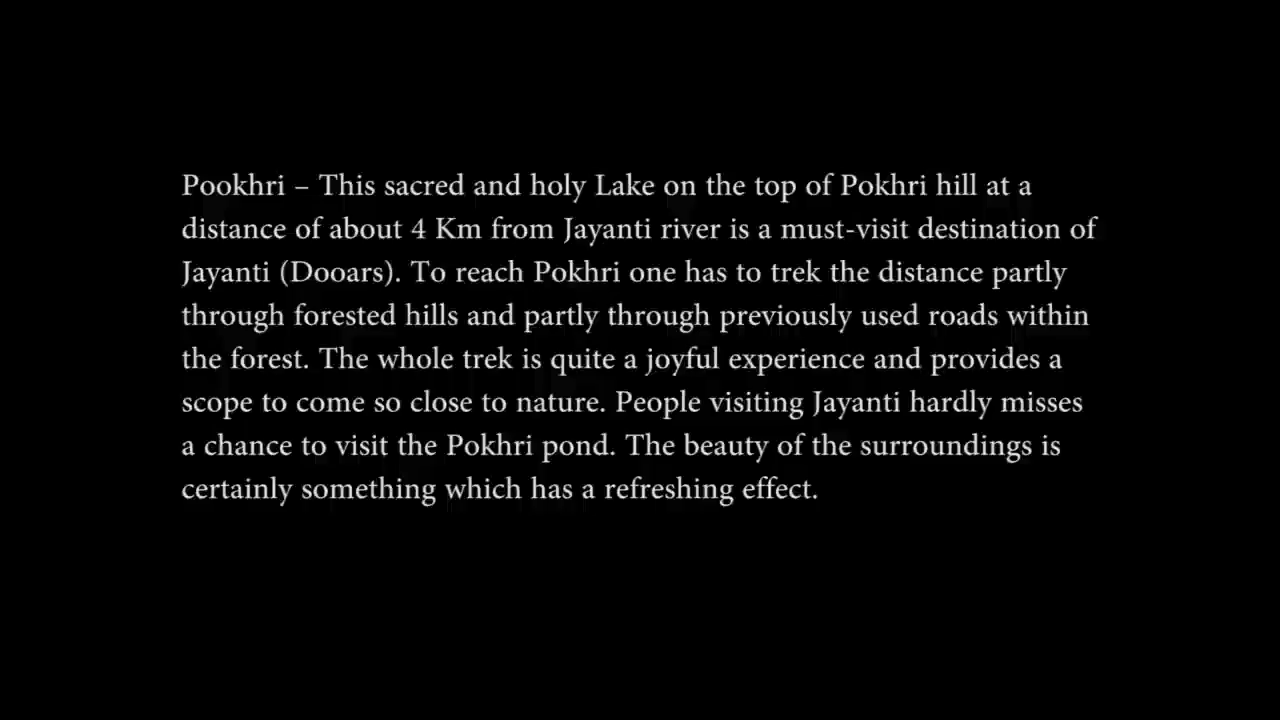 Pookhri – This sacred and holy Lake on the top of Pokhri hill at a
distance of about 4 Km from Jayanti river is a must-visit destination of
Jayanti (Dooars). To reach Pokhri one has to trek the distance partly
through forested hills and partly through previously used roads within
the forest. The whole trek is quite a joyful experience and provides a
scope to come so close to nature. People visiting Jayanti hardly misses
a chance to visit the Pokhri pond. The beauty of the surroundings is
certainly something which has a refreshing effect.